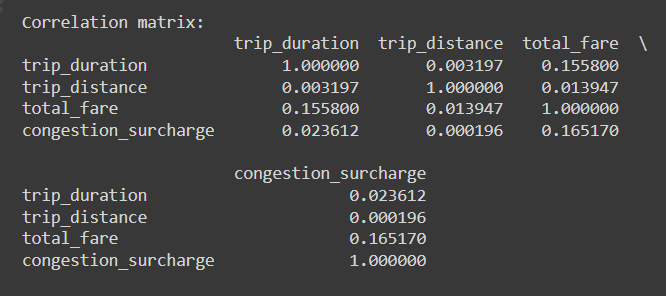 Correlation matrix:
trip_duration trip_distance total_fare \
trip_duration 1.000000 0.003197 0.155800
trip_distance 0.003197 1.000000 0.013947
total_fare 0.155800 0.013947 1.000000
congestion_surcharge 0.023612 0.000196 0.165170
congestion_surcharge
trip_duration 0.023612
trip_distance 0.000196
total_fare 0.165170
congestion_surcharge 1.000000